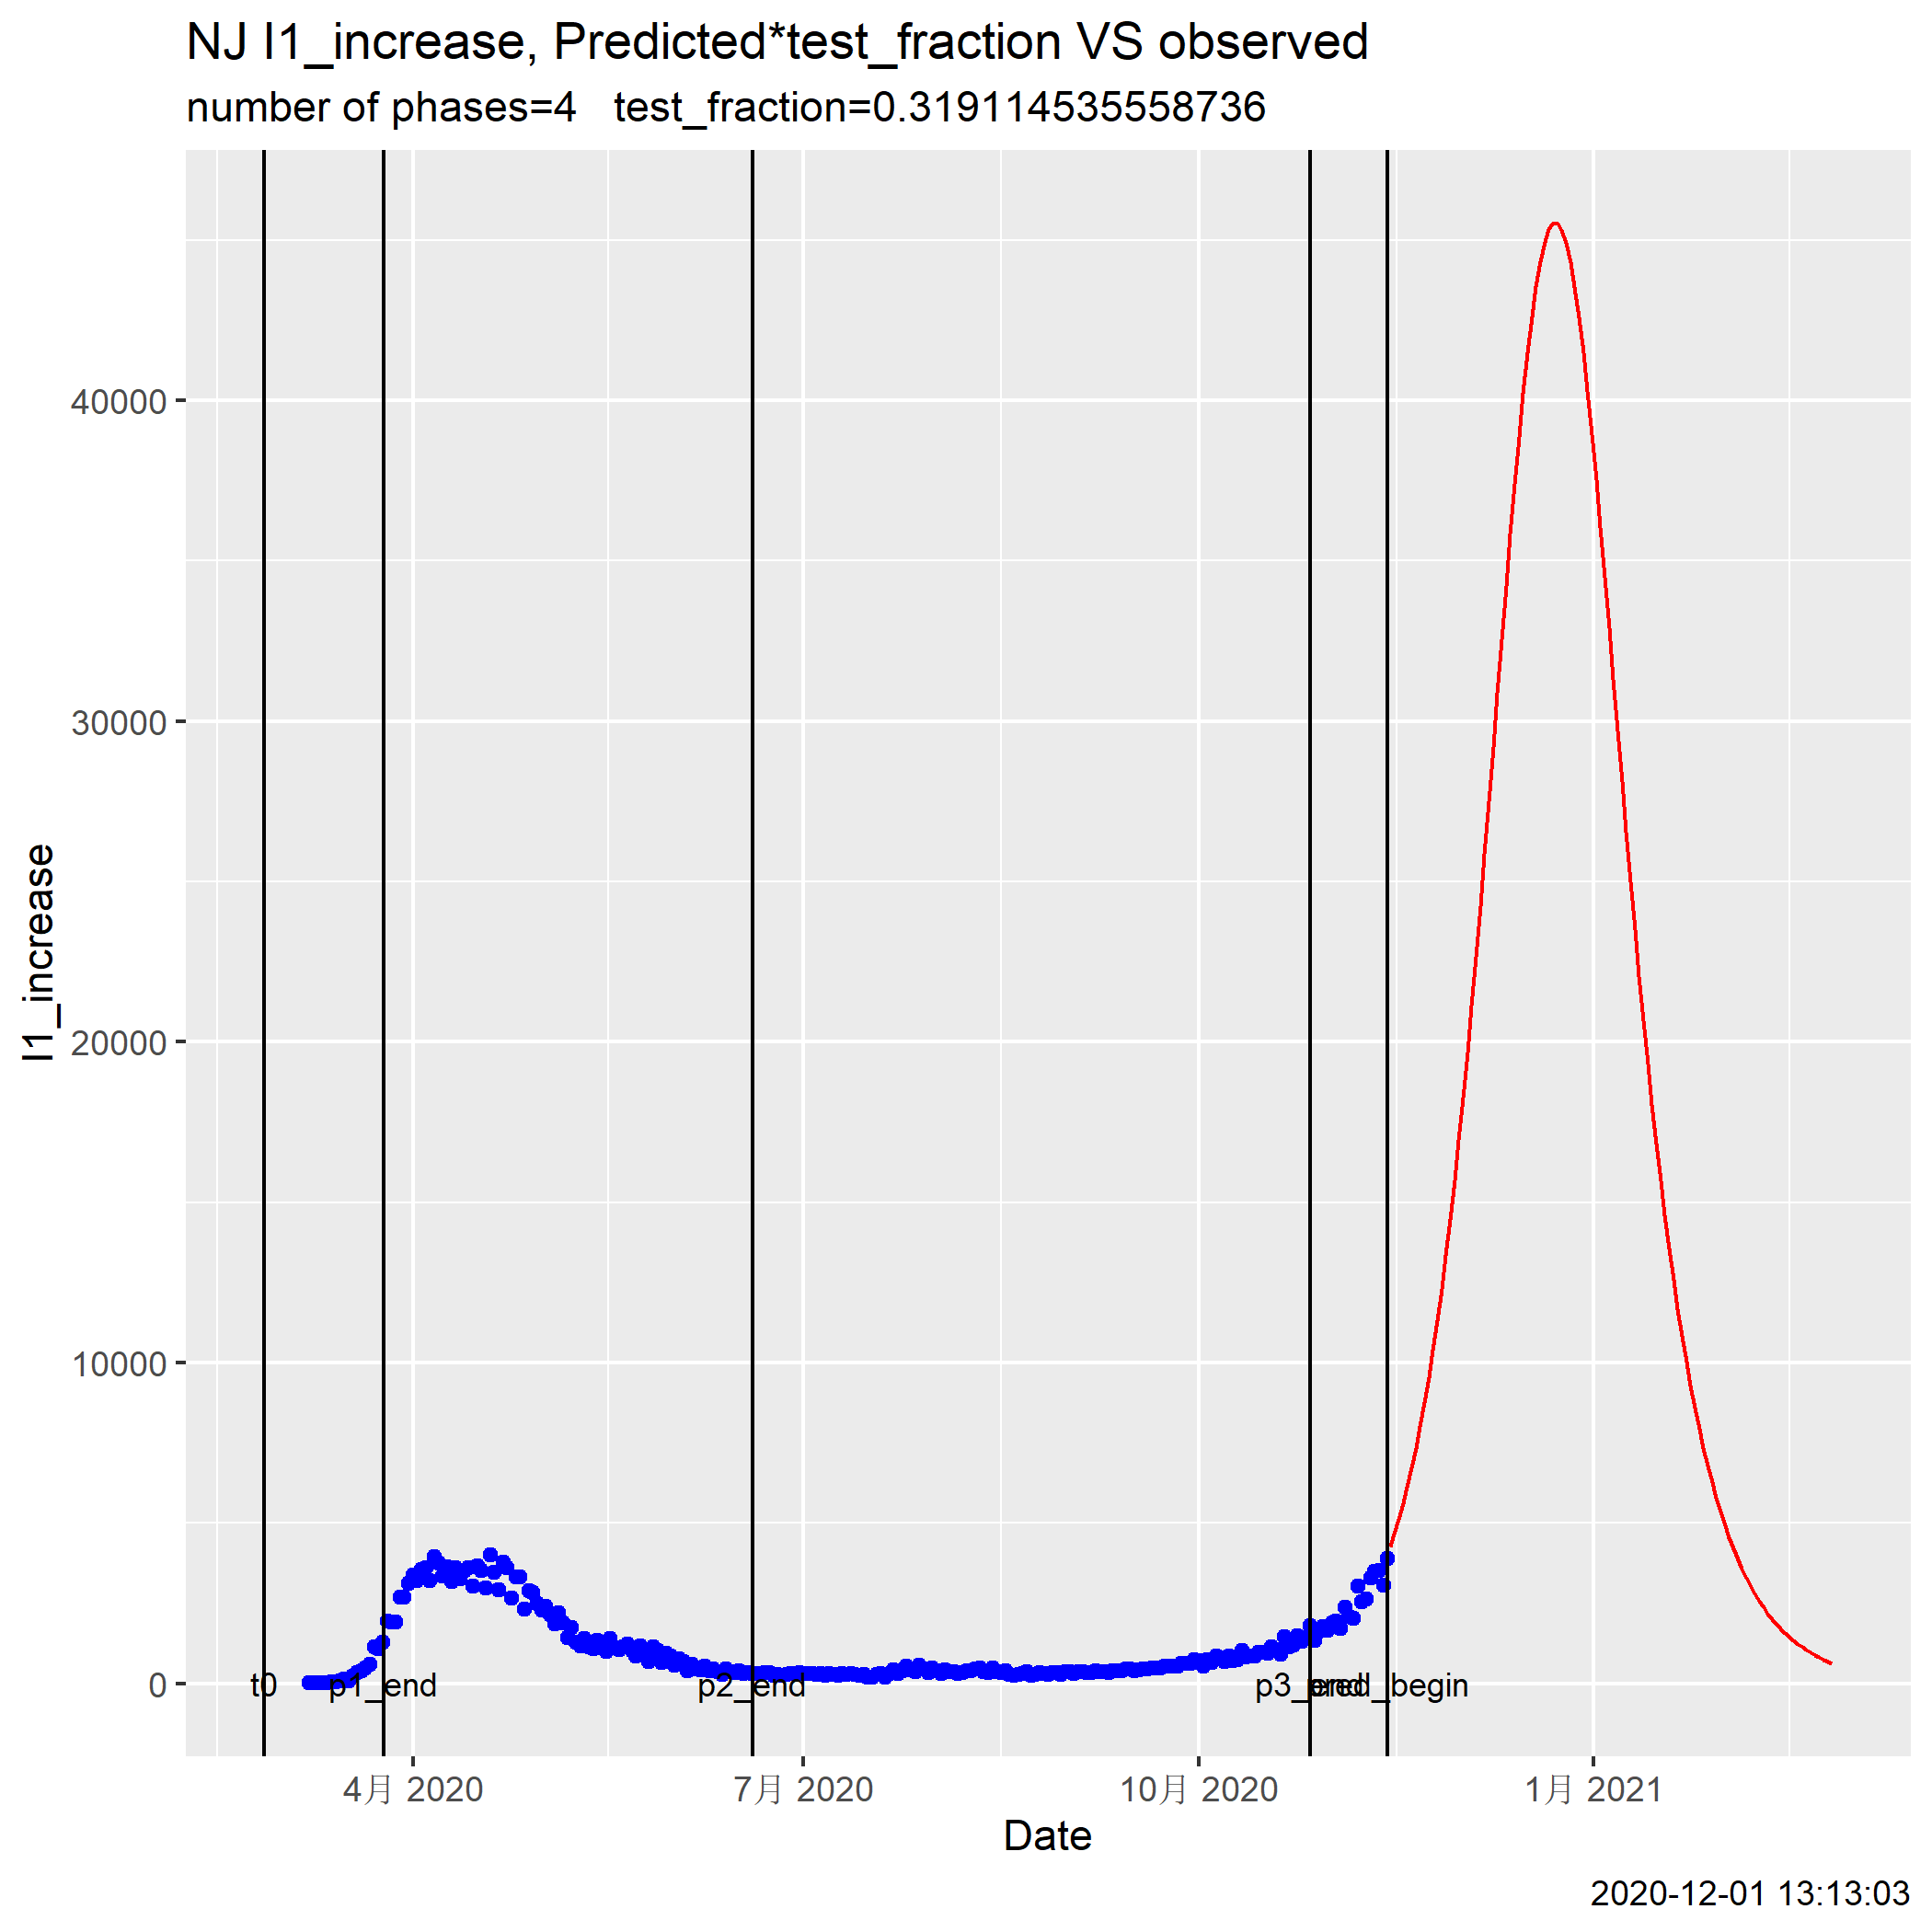 NJ I1_increase, Predicted*test_fraction VS observed
number of phases=4 test_fraction=0.319114535558736
I1_increase
40000
30000
20000
10000
0
t0
p1_end
p2_end
p3_end
pred_begin
4月 2020
7月 2020
10月 2020
1月 2021
Date
2020-12-01 13:13:03